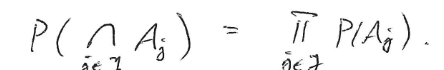 P( ∩_{j∈J} A_j ) = ∏_{j∈J} P(A_j).